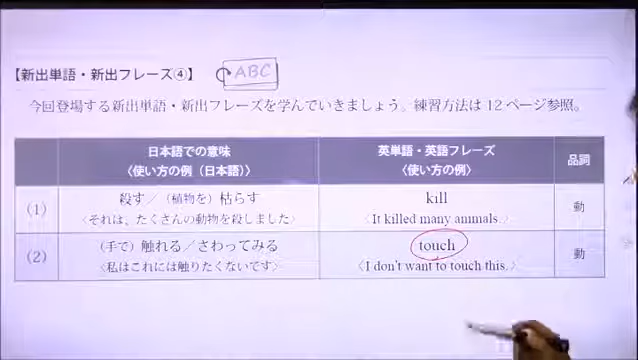 【新出単語・新出フレーズ④】 ABC
今回登場する新出単語・新出フレーズを学んでいきましょう。練習方法は12ページ参照。
日本語での意味
〈使い方の例(日本語)〉
英単語・英語フレーズ
〈使い方の例〉
品詞
(1)
殺す/(植物を)枯らす
〈それは、たくさんの動物を殺しました〉
kill
〈It killed many animals.〉
動
(2)
(手で)触れる/さわってみる
〈私はこれには触りたくないです〉
touch
〈I don't want to touch this.〉
動